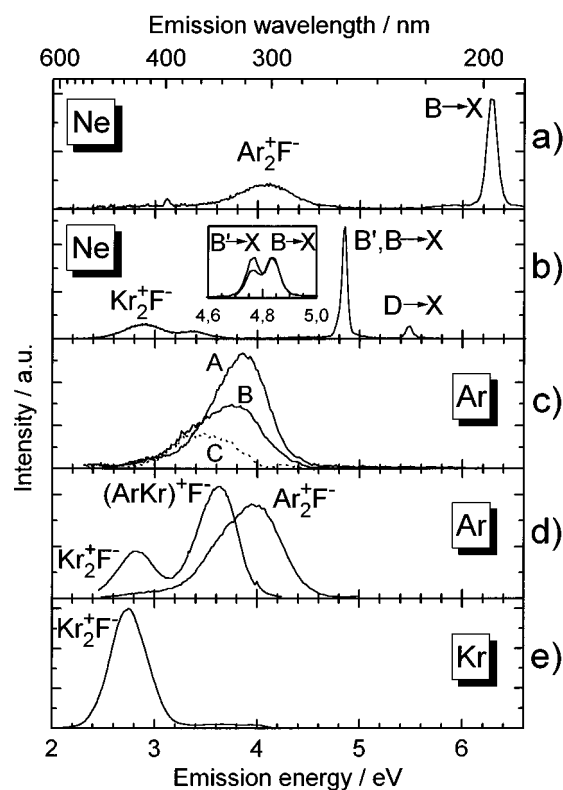 Emission wavelength / nm
600 500 400 300 200
Ne
Ar₂⁺F⁻
B→X
a)
Ne
B'→X B→X
4,6 4,8 5,0
Kr₂⁺F⁻
B',B→X
D→X
b)
A
B
C
Ar
c)
(ArKr)⁺F⁻
Ar₂⁺F⁻
Kr₂⁺F⁻
Ar
d)
Kr₂⁺F⁻
Kr
e)
Intensity / a.u.
2 3 4 5 6
Emission energy / eV